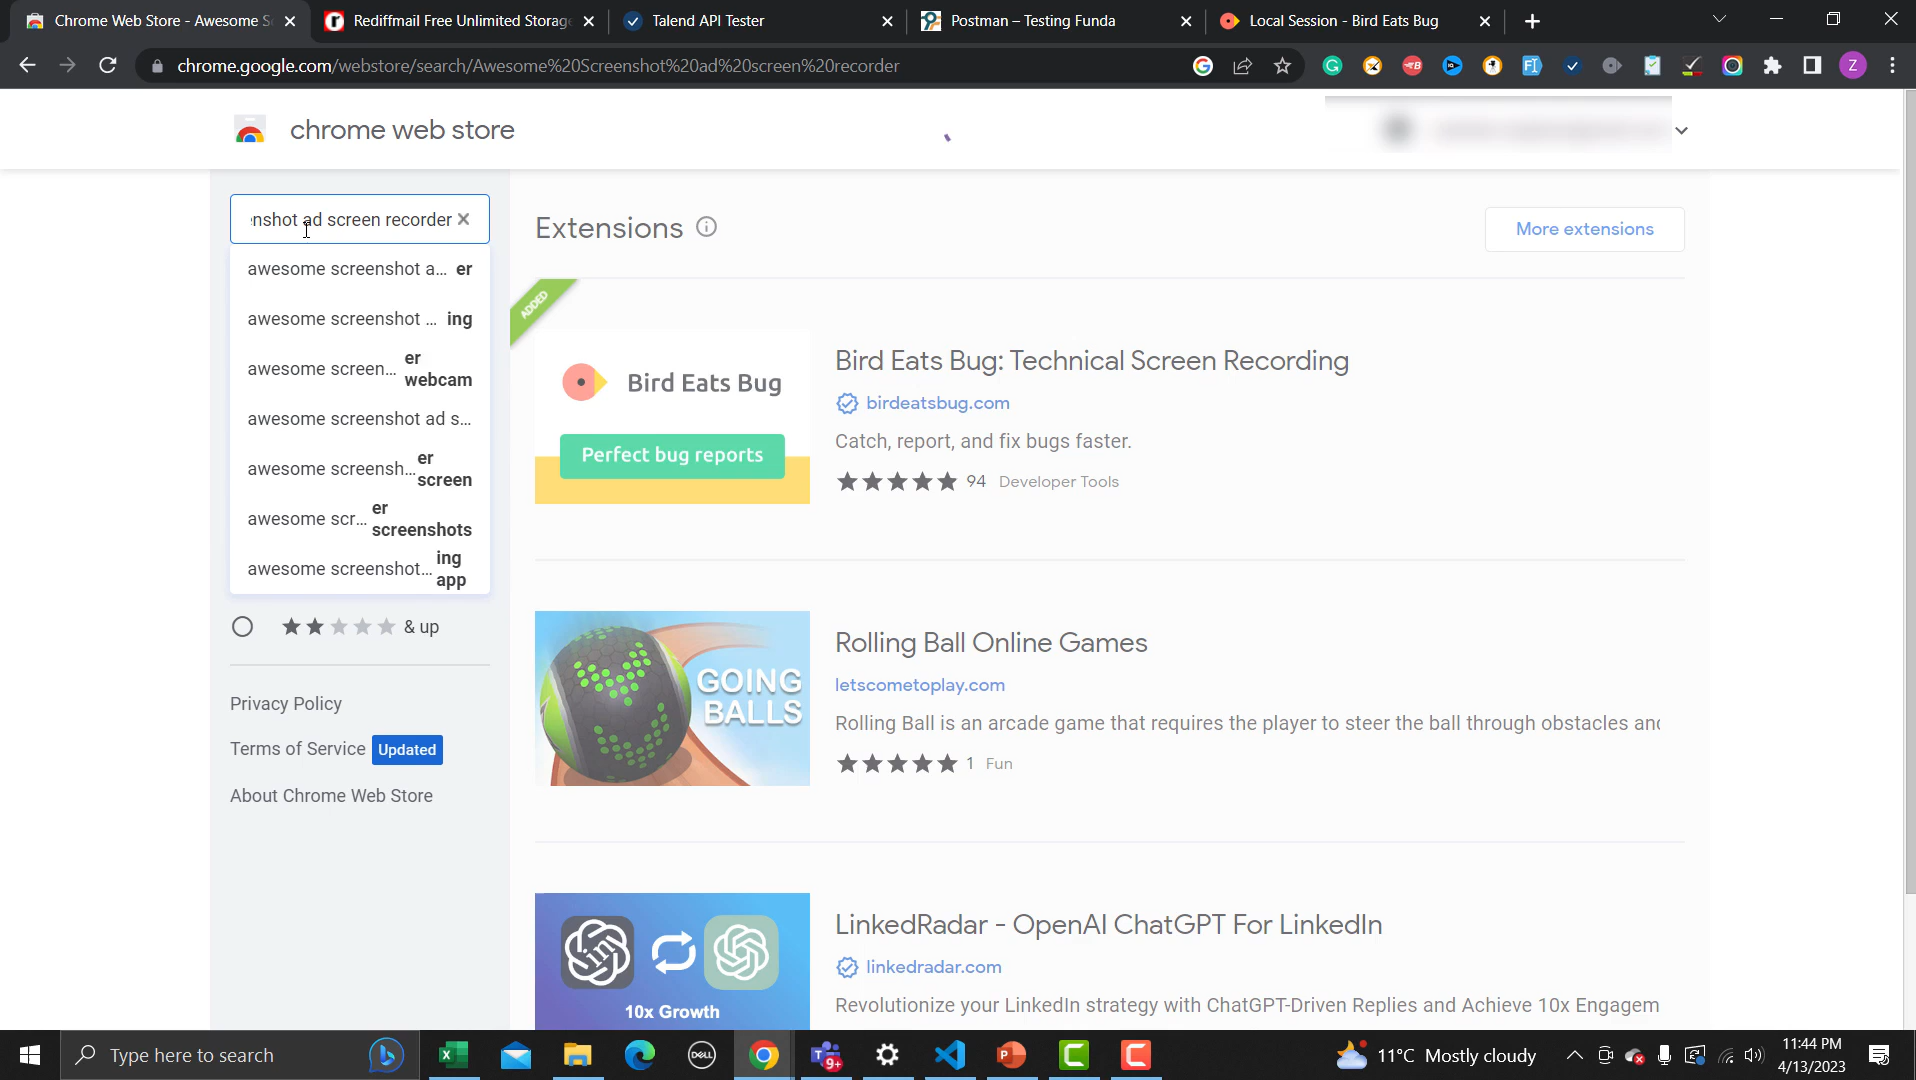 Chrome Web Store - Awesome S
Rediffmail Free Unlimited Storage
Talend API Tester
Postman – Testing Funda
Local Session - Bird Eats Bug
chrome.google.com/webstore/search/Awesome%20Screenshot%20ad%20screen%20recorder
Z
chrome web store
enshot ad screen recorder
awesome screenshot a... er
awesome screenshot ... ing
awesome screen... er webcam
awesome screenshot ad s...
awesome screensh... er screen
awesome scr... er screenshots
awesome screenshot... ing app
& up
Privacy Policy
Terms of Service Updated
About Chrome Web Store
Extensions
More extensions
ADDED
Bird Eats Bug
Perfect bug reports
Bird Eats Bug: Technical Screen Recording
birdeatsbug.com
Catch, report, and fix bugs faster.
94 Developer Tools
GOING
BALLS
Rolling Ball Online Games
letscometoplay.com
Rolling Ball is an arcade game that requires the player to steer the ball through obstacles and
1 Fun
im
10x Growth
LinkedRadar - OpenAI ChatGPT For LinkedIn
linkedradar.com
Revolutionize your LinkedIn strategy with ChatGPT-Driven Replies and Achieve 10x Engagem
Type here to search
DELL
9+
11°C Mostly cloudy
11:44 PM
4/13/2023